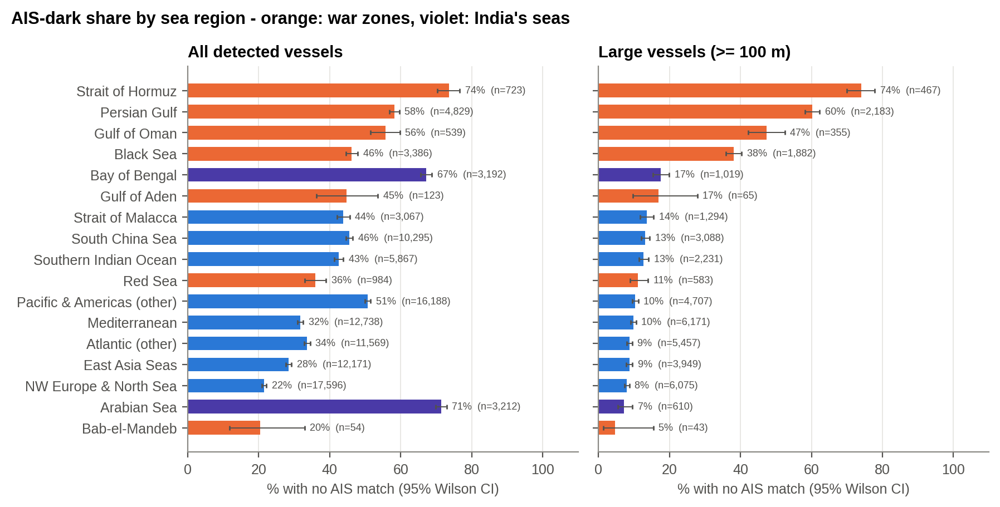 AIS-dark share by sea region - orange: war zones, violet: India's seas
All detected vessels
Large vessels (>= 100 m)
Strait of Hormuz 74% (n=723) 74% (n=467)
Persian Gulf 58% (n=4,829) 60% (n=2,183)
Gulf of Oman 56% (n=539) 47% (n=355)
Black Sea 46% (n=3,386) 38% (n=1,882)
Bay of Bengal 67% (n=3,192) 17% (n=1,019)
Gulf of Aden 45% (n=123) 17% (n=65)
Strait of Malacca 44% (n=3,067) 14% (n=1,294)
South China Sea 46% (n=10,295) 13% (n=3,088)
Southern Indian Ocean 43% (n=5,867) 13% (n=2,231)
Red Sea 36% (n=984) 11% (n=583)
Pacific & Americas (other) 51% (n=16,188) 10% (n=4,707)
Mediterranean 32% (n=12,738) 10% (n=6,171)
Atlantic (other) 34% (n=11,569) 9% (n=5,457)
East Asia Seas 28% (n=12,171) 9% (n=3,949)
NW Europe & North Sea 22% (n=17,596) 8% (n=6,075)
Arabian Sea 71% (n=3,212) 7% (n=610)
Bab-el-Mandeb 20% (n=54) 5% (n=43)
0 20 40 60 80 100
0 20 40 60 80 100
% with no AIS match (95% Wilson CI)
% with no AIS match (95% Wilson CI)